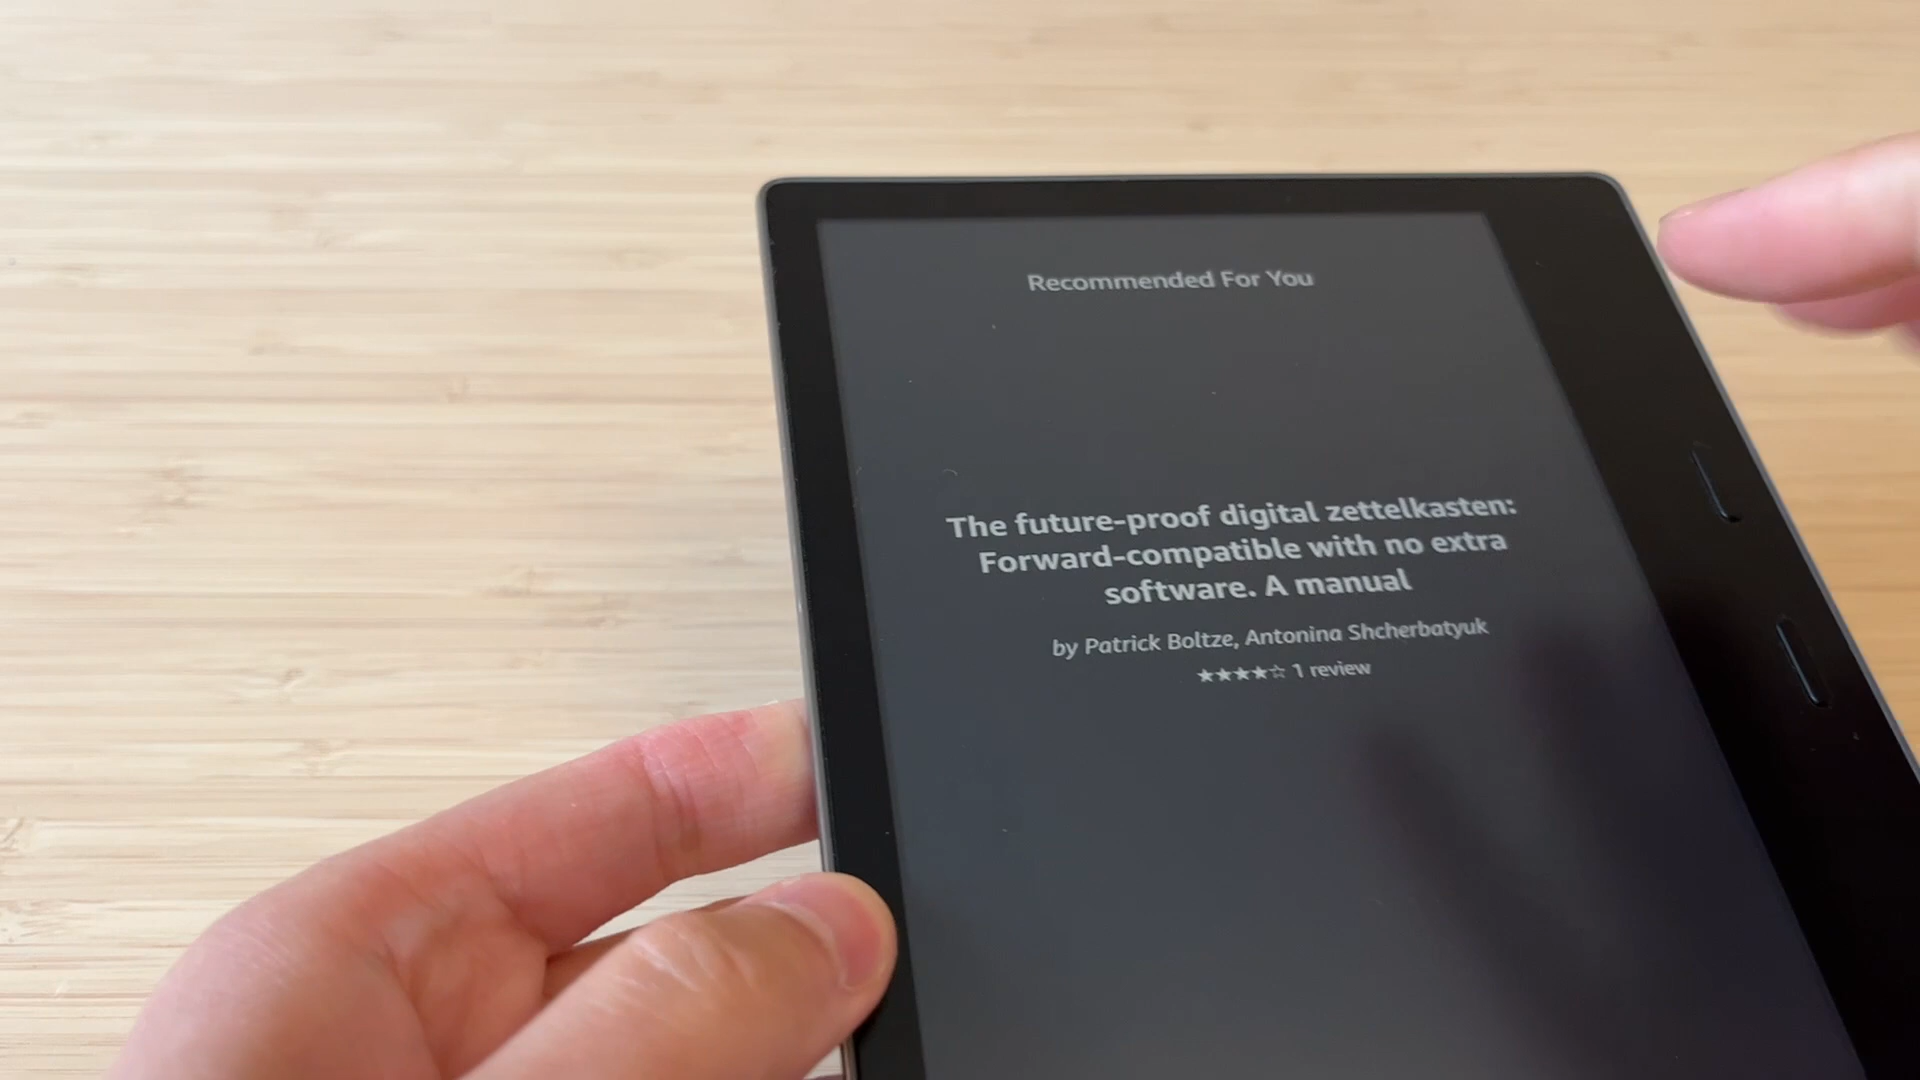 Recommended For You
The future-proof digital zettelkasten:
Forward-compatible with no extra
software. A manual
by Patrick Boltze, Antonina Shcherbatyuk
★★★★☆ 1 review